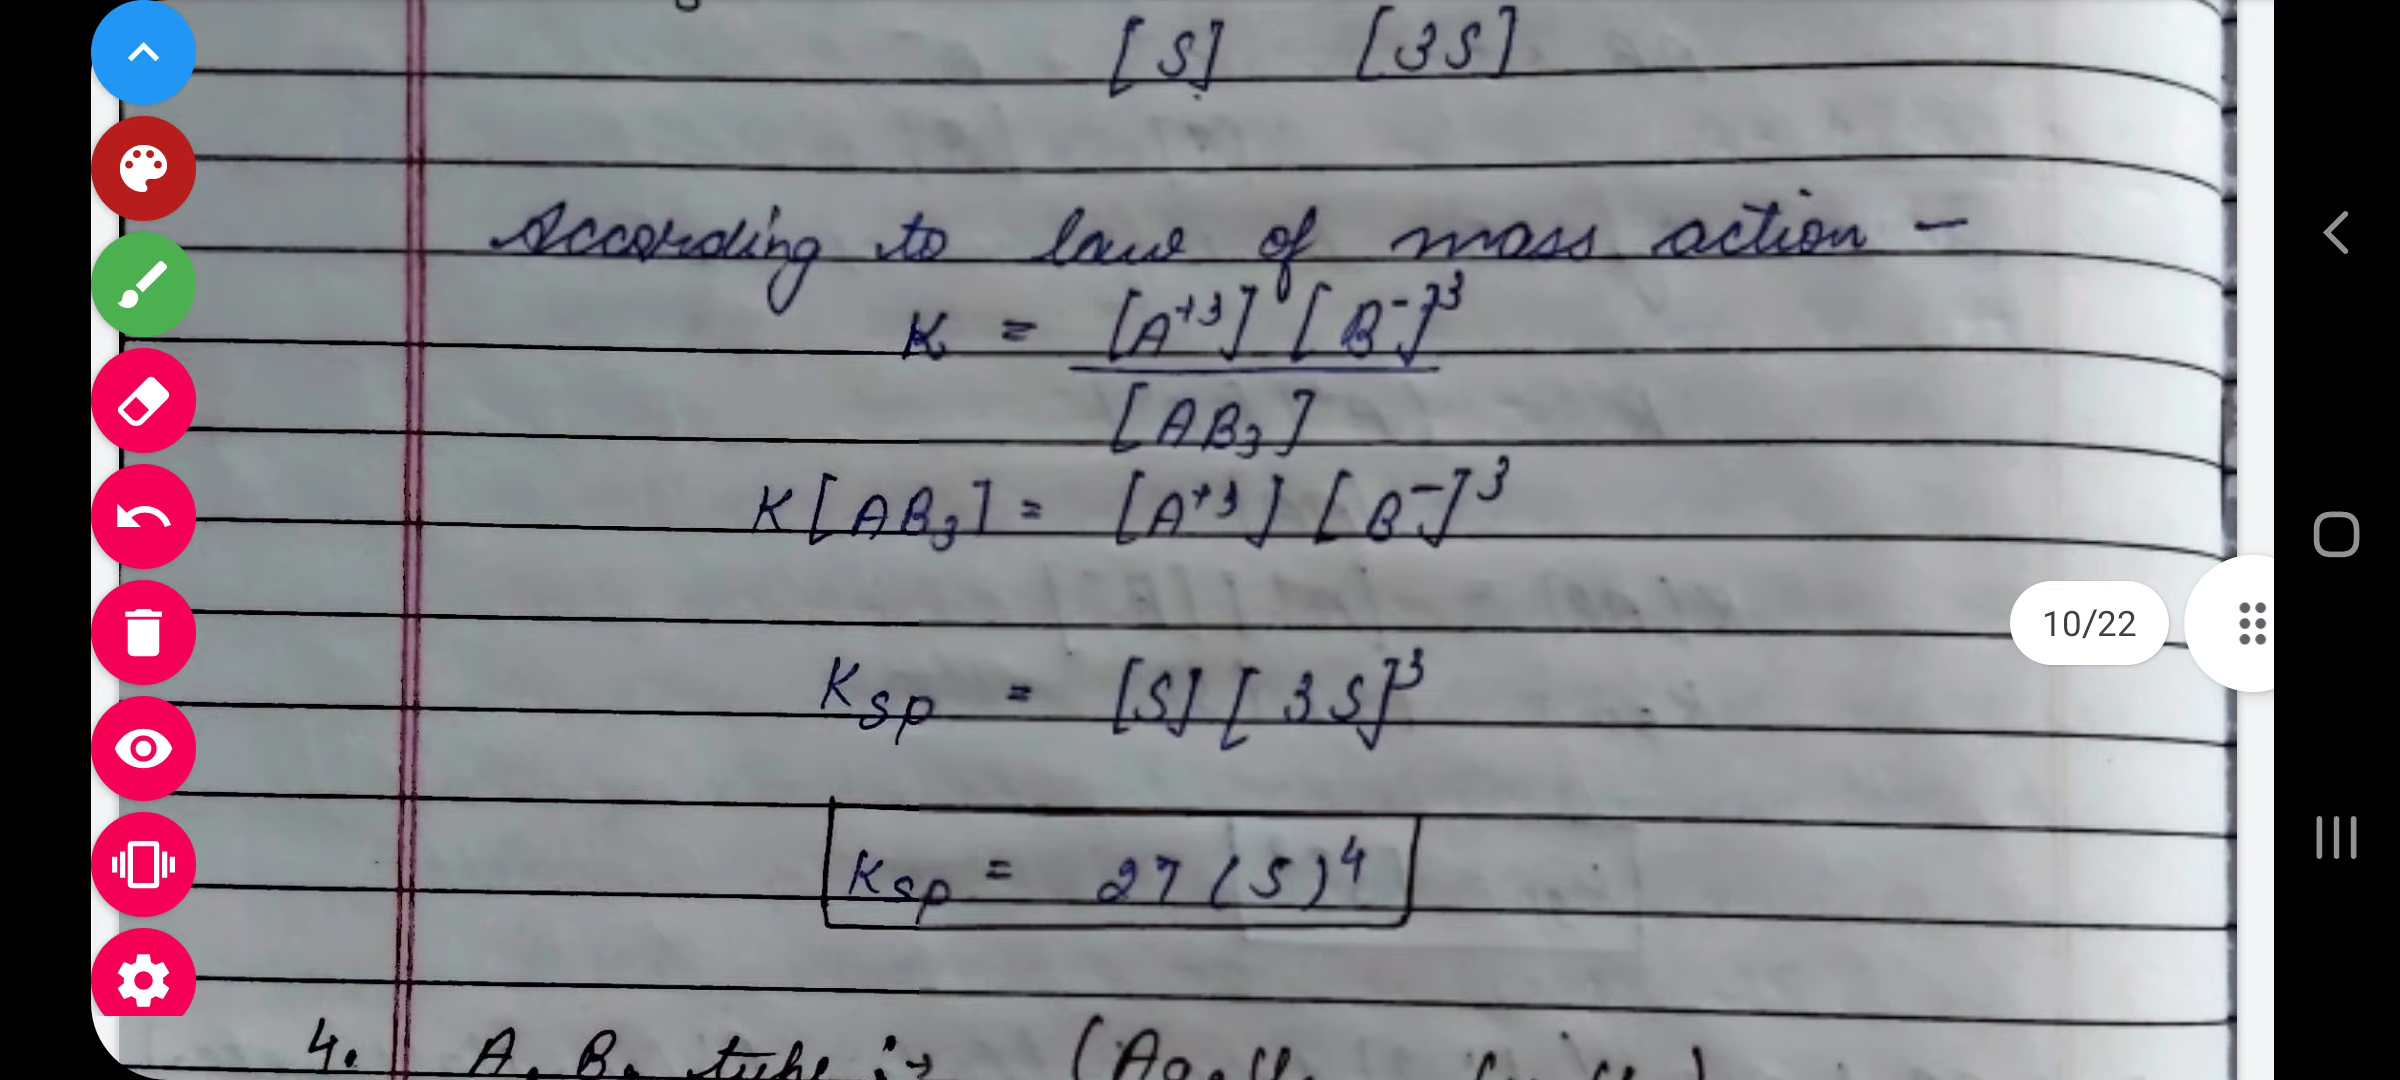 [S] [3S]
According to law of mass action -
K = [A⁺³] [B⁻]³
[AB₃]
K[AB₃] = [A⁺³] [B⁻]³
10/22
Ksp = [S] [3S]³
Ksp = 27 (S)⁴
4.